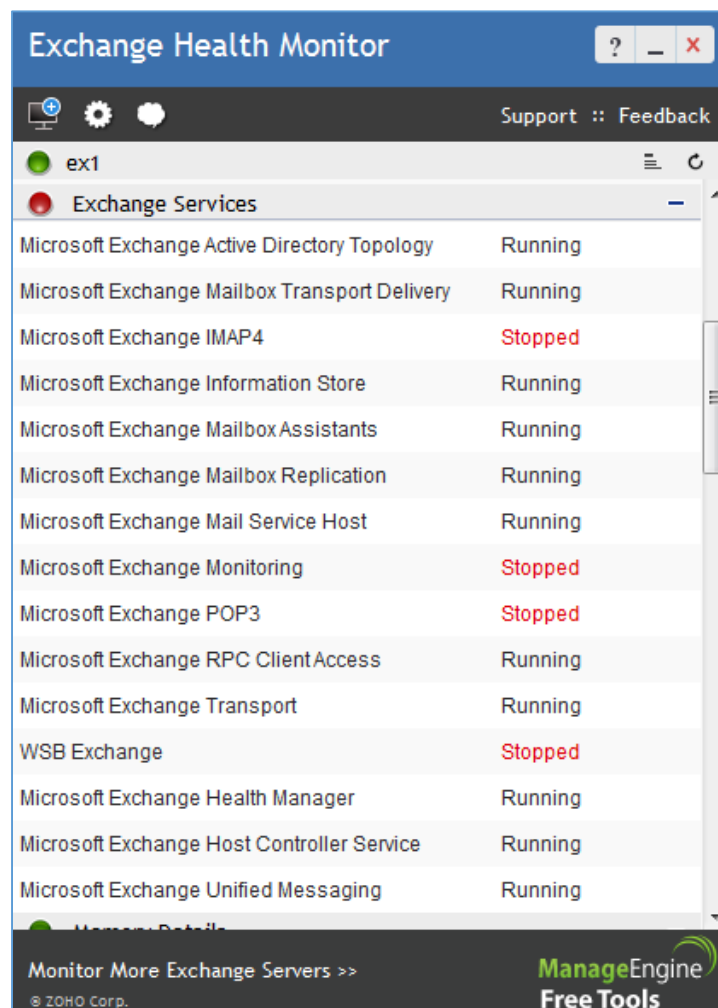 Exchange Health Monitor ? _ ×
Support :: Feedback
ex1
Exchange Services
Microsoft Exchange Active Directory Topology Running
Microsoft Exchange Mailbox Transport Delivery Running
Microsoft Exchange IMAP4 Stopped
Microsoft Exchange Information Store Running
Microsoft Exchange Mailbox Assistants Running
Microsoft Exchange Mailbox Replication Running
Microsoft Exchange Mail Service Host Running
Microsoft Exchange Monitoring Stopped
Microsoft Exchange POP3 Stopped
Microsoft Exchange RPC Client Access Running
Microsoft Exchange Transport Running
WSB Exchange Stopped
Microsoft Exchange Health Manager Running
Microsoft Exchange Host Controller Service Running
Microsoft Exchange Unified Messaging Running
Memory Details
Monitor More Exchange Servers >>
© ZOHO Corp.
ManageEngine
Free Tools